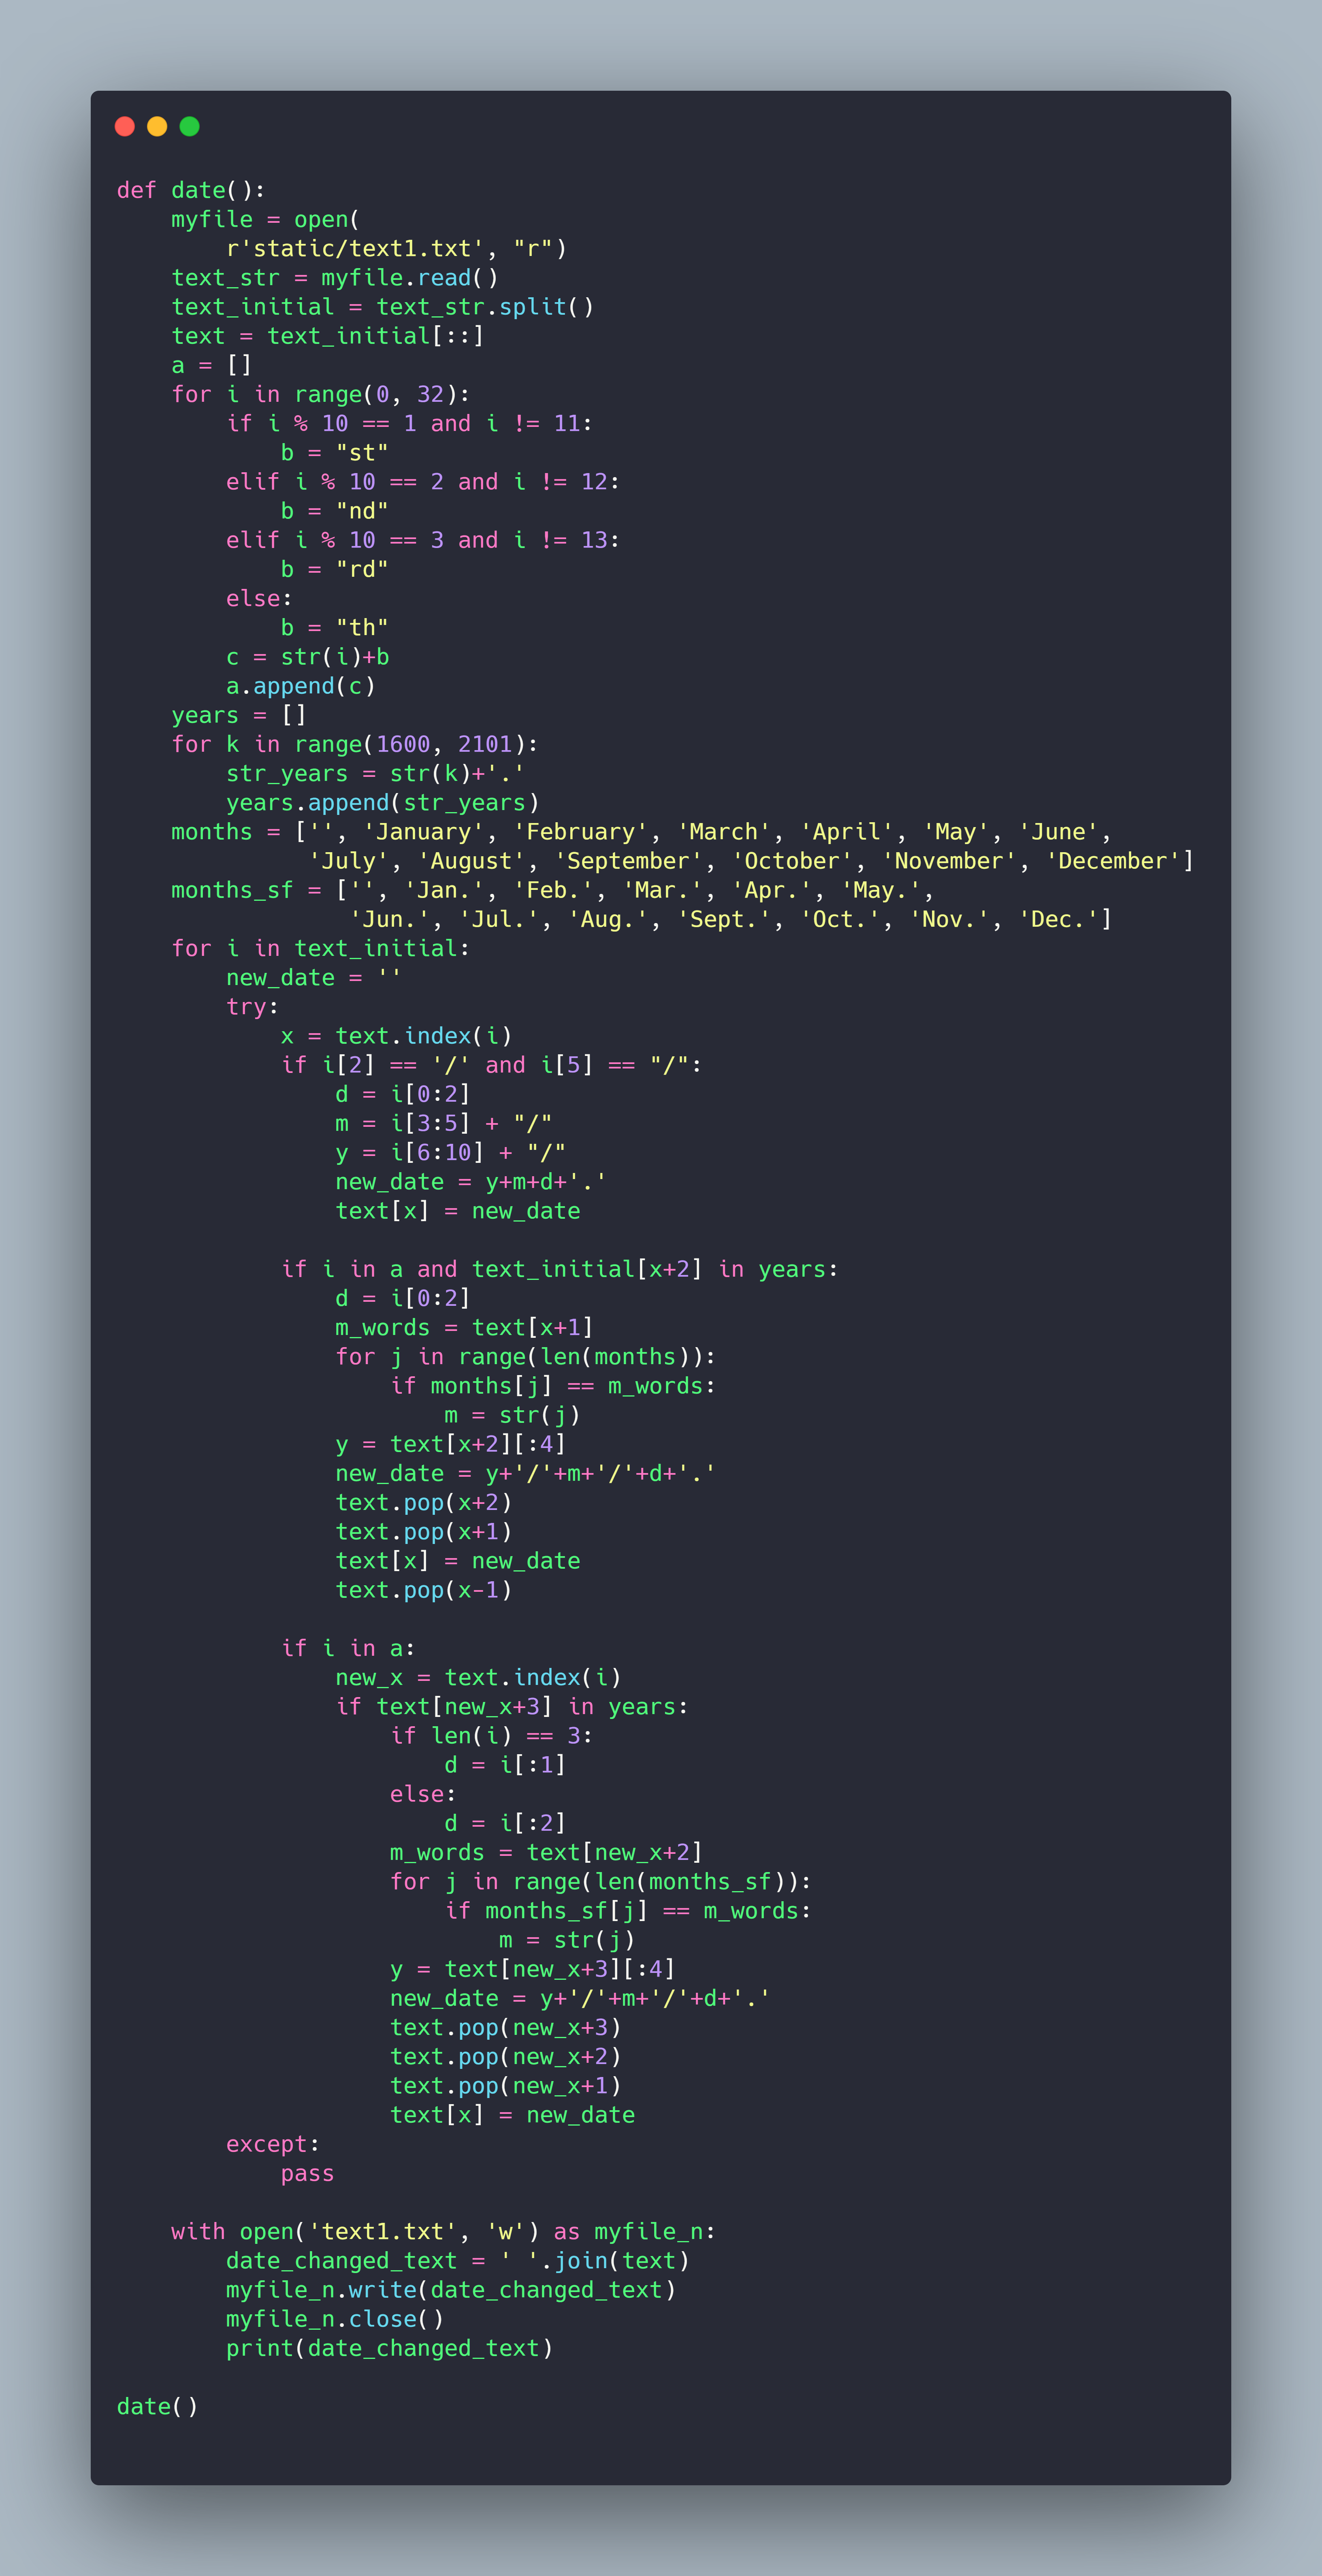 def date():
    myfile = open(
        r'static/text1.txt', "r")
    text_str = myfile.read()
    text_initial = text_str.split()
    text = text_initial[::]
    a = []
    for i in range(0, 32):
        if i % 10 == 1 and i != 11:
            b = "st"
        elif i % 10 == 2 and i != 12:
            b = "nd"
        elif i % 10 == 3 and i != 13:
            b = "rd"
        else:
            b = "th"
        c = str(i)+b
        a.append(c)
    years = []
    for k in range(1600, 2101):
        str_years = str(k)+'.'
        years.append(str_years)
    months = ['', 'January', 'February', 'March', 'April', 'May', 'June',
              'July', 'August', 'September', 'October', 'November', 'December']
    months_sf = ['', 'Jan.', 'Feb.', 'Mar.', 'Apr.', 'May.',
                 'Jun.', 'Jul.', 'Aug.', 'Sept.', 'Oct.', 'Nov.', 'Dec.']
    for i in text_initial:
        new_date = ''
        try:
            x = text.index(i)
            if i[2] == '/' and i[5] == "/":
                d = i[0:2]
                m = i[3:5] + "/"
                y = i[6:10] + "/"
                new_date = y+m+d+'.'
                text[x] = new_date

            if i in a and text_initial[x+2] in years:
                d = i[0:2]
                m_words = text[x+1]
                for j in range(len(months)):
                    if months[j] == m_words:
                        m = str(j)
                y = text[x+2][:4]
                new_date = y+'/'+m+'/'+d+'.'
                text.pop(x+2)
                text.pop(x+1)
                text[x] = new_date
                text.pop(x-1)

            if i in a:
                new_x = text.index(i)
                if text[new_x+3] in years:
                    if len(i) == 3:
                        d = i[:1]
                    else:
                        d = i[:2]
                    m_words = text[new_x+2]
                    for j in range(len(months_sf)):
                        if months_sf[j] == m_words:
                            m = str(j)
                    y = text[new_x+3][:4]
                    new_date = y+'/'+m+'/'+d+'.'
                    text.pop(new_x+3)
                    text.pop(new_x+2)
                    text.pop(new_x+1)
                    text[x] = new_date
        except:
            pass

    with open('text1.txt', 'w') as myfile_n:
        date_changed_text = ' '.join(text)
        myfile_n.write(date_changed_text)
        myfile_n.close()
        print(date_changed_text)

date()